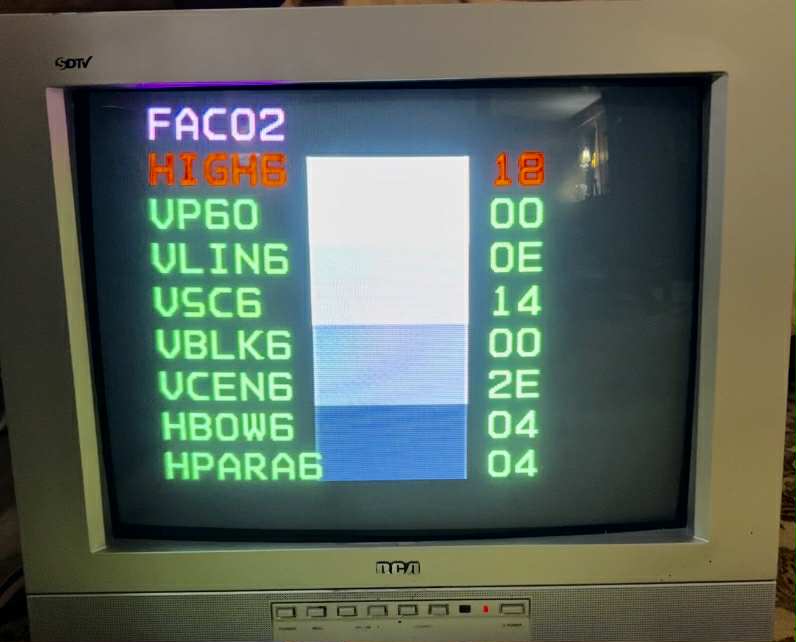 SDTV
FAC02
HIGH6 18
VP60 00
VLIN6 0E
VSC6 14
VBLK6 00
VCEN6 2E
HBOW6 04
HPARA6 04
RCA